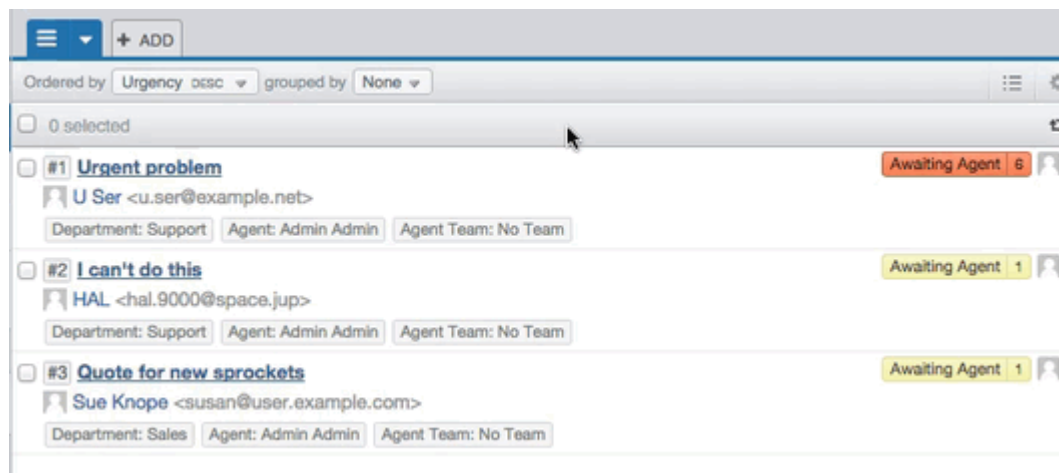 + ADD
Ordered by Urgency DESC grouped by None
0 selected
#1 Urgent problem Awaiting Agent 6
U Ser <u.ser@example.net>
Department: Support Agent: Admin Admin Agent Team: No Team
#2 I can't do this Awaiting Agent 1
HAL <hal.9000@space.jup>
Department: Support Agent: Admin Admin Agent Team: No Team
#3 Quote for new sprockets Awaiting Agent 1
Sue Knope <susan@user.example.com>
Department: Sales Agent: Admin Admin Agent Team: No Team